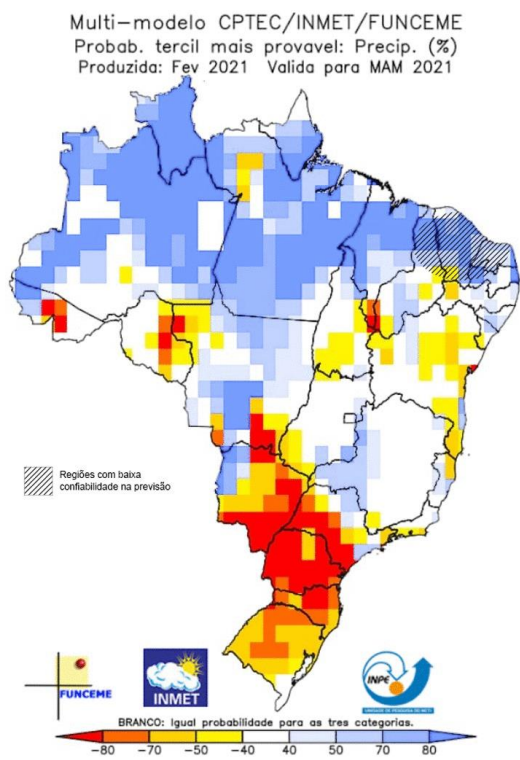 Multi-modelo CPTEC/INMET/FUNCEME
Probab. tercil mais provavel: Precip. (%)
Produzida: Fev 2021 Valida para MAM 2021
Regiões com baixa
confiabilidade na previsão
FUNCEME
INMET
INPE
BRANCO: Igual probabilidade para as tres categorias.
-80 -70 -50 -40 40 50 70 80